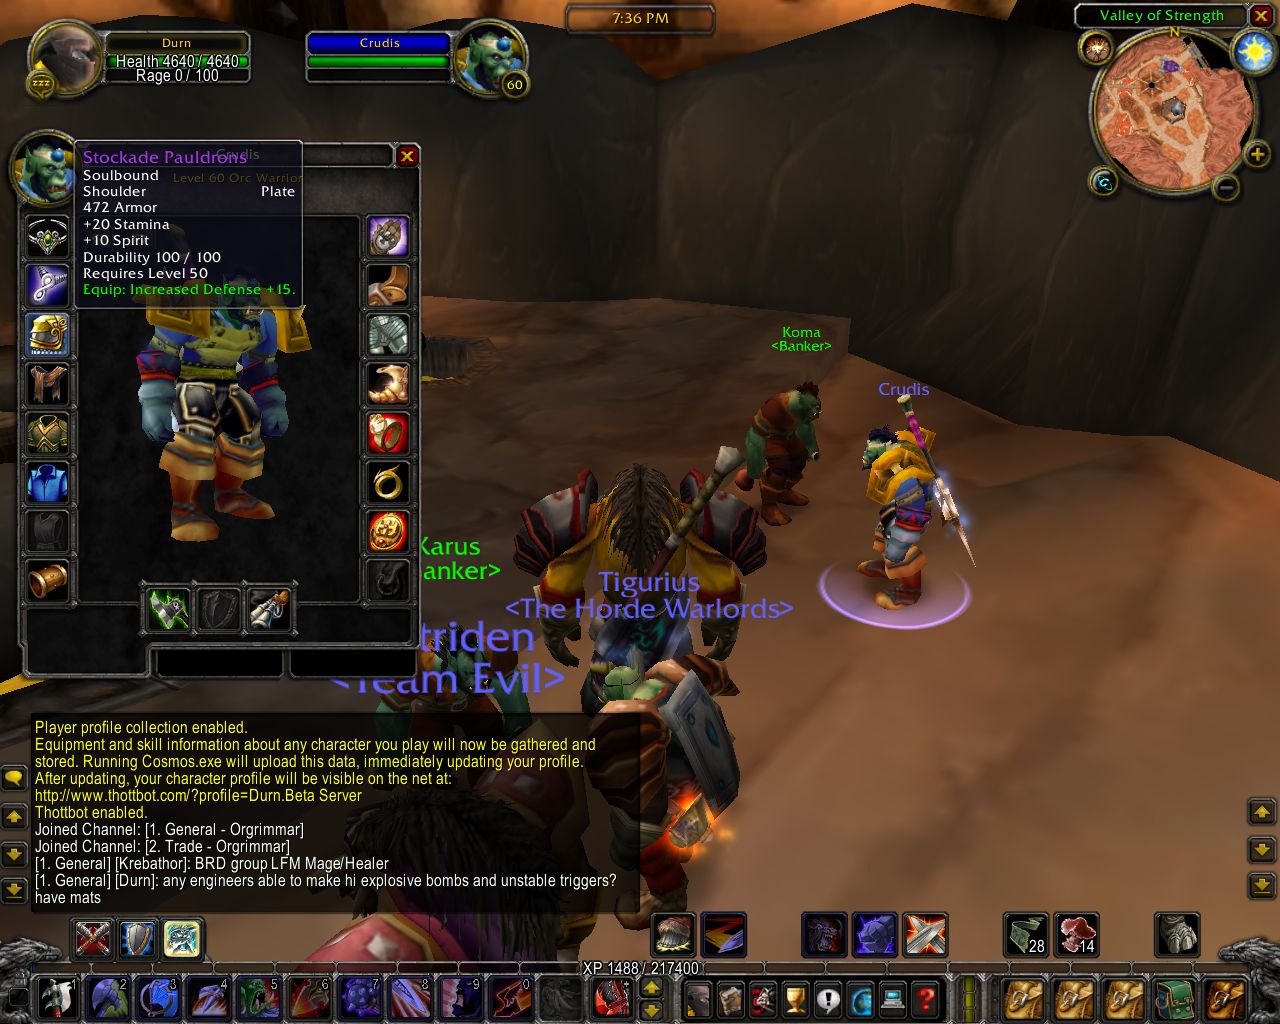 7:36 PM
Valley of Strength
N
Durn
Health 4640 / 4640
Rage 0 / 100
zzz
Crudis
60
Crudis
Level 60 Orc Warrior
Stockade Pauldrons
Soulbound
Shoulder Plate
472 Armor
+20 Stamina
+10 Spirit
Durability 100 / 100
Requires Level 50
Equip: Increased Defense +15.
Koma
<Banker>
Crudis
Karus
anker>
Tigurius
<The Horde Warlords>
triden
<Team Evil>
Player profile collection enabled.
Equipment and skill information about any character you play will now be gathered and
stored. Running Cosmos.exe will upload this data, immediately updating your profile.
After updating, your character profile will be visible on the net at:
http://www.thottbot.com/?profile=Durn.Beta Server
Thottbot enabled.
Joined Channel: [1. General - Orgrimmar]
Joined Channel: [2. Trade - Orgrimmar]
[1. General] [Krebathor]: BRD group LFM Mage/Healer
[1. General] [Durn]: any engineers able to make hi explosive bombs and unstable triggers?
have mats
28
14
XP 1488 / 217400
1 2 3 4 5 6 7 8 9 0 - +